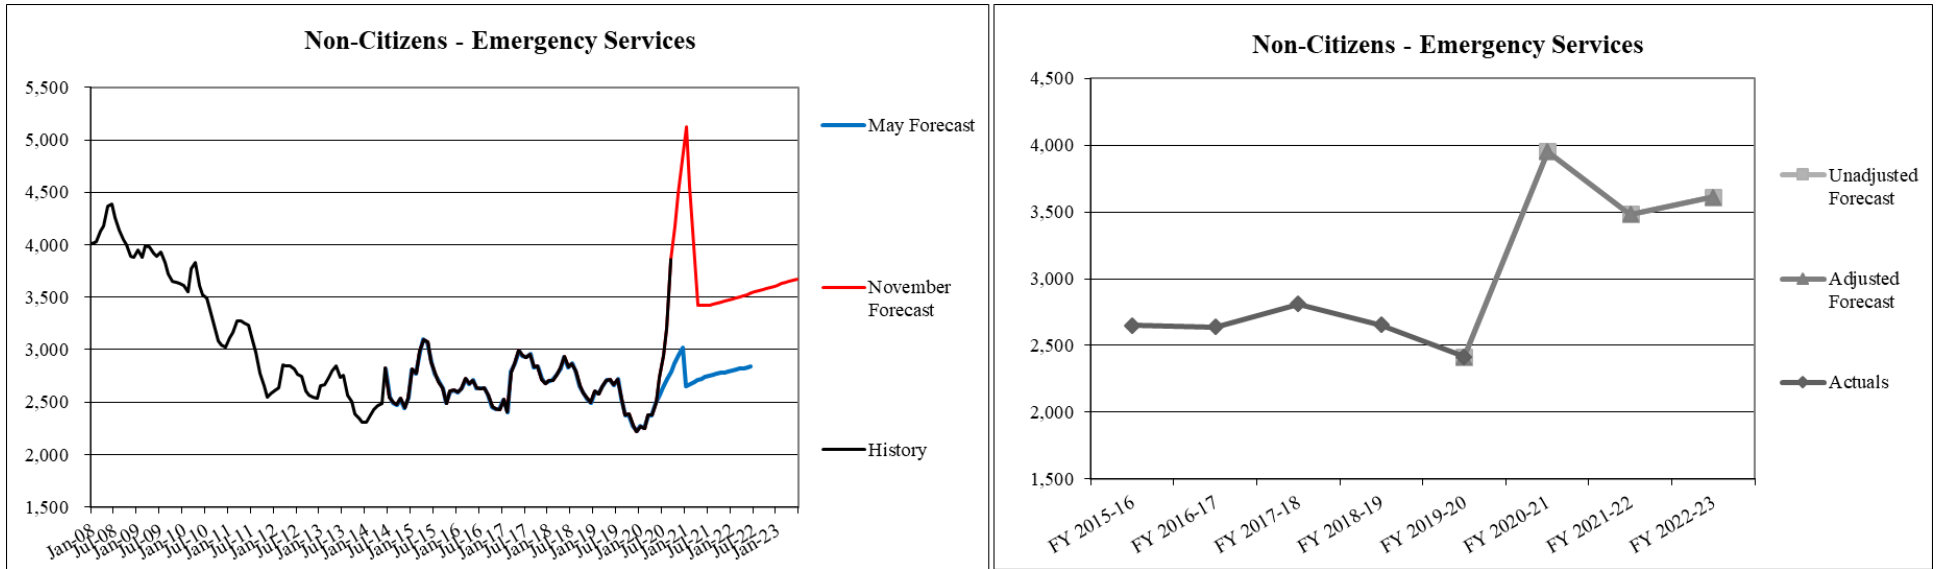 Non-Citizens - Emergency Services
5,500
5,000
4,500
4,000
3,500
3,000
2,500
2,000
1,500
Jan-08
Jul-08
Jan-09
Jul-09
Jan-10
Jul-10
Jan-11
Jul-11
Jan-12
Jul-12
Jan-13
Jul-13
Jan-14
Jul-14
Jan-15
Jul-15
Jan-16
Jul-16
Jan-17
Jul-17
Jan-18
Jul-18
Jan-19
Jul-19
Jan-20
Jul-20
Jan-21
Jul-21
Jan-22
Jul-22
Jan-23
May Forecast
November
Forecast
History
Non-Citizens - Emergency Services
4,500
4,000
3,500
3,000
2,500
2,000
1,500
FY 2015-16
FY 2016-17
FY 2017-18
FY 2018-19
FY 2019-20
FY 2020-21
FY 2021-22
FY 2022-23
Unadjusted
Forecast
Adjusted
Forecast
Actuals